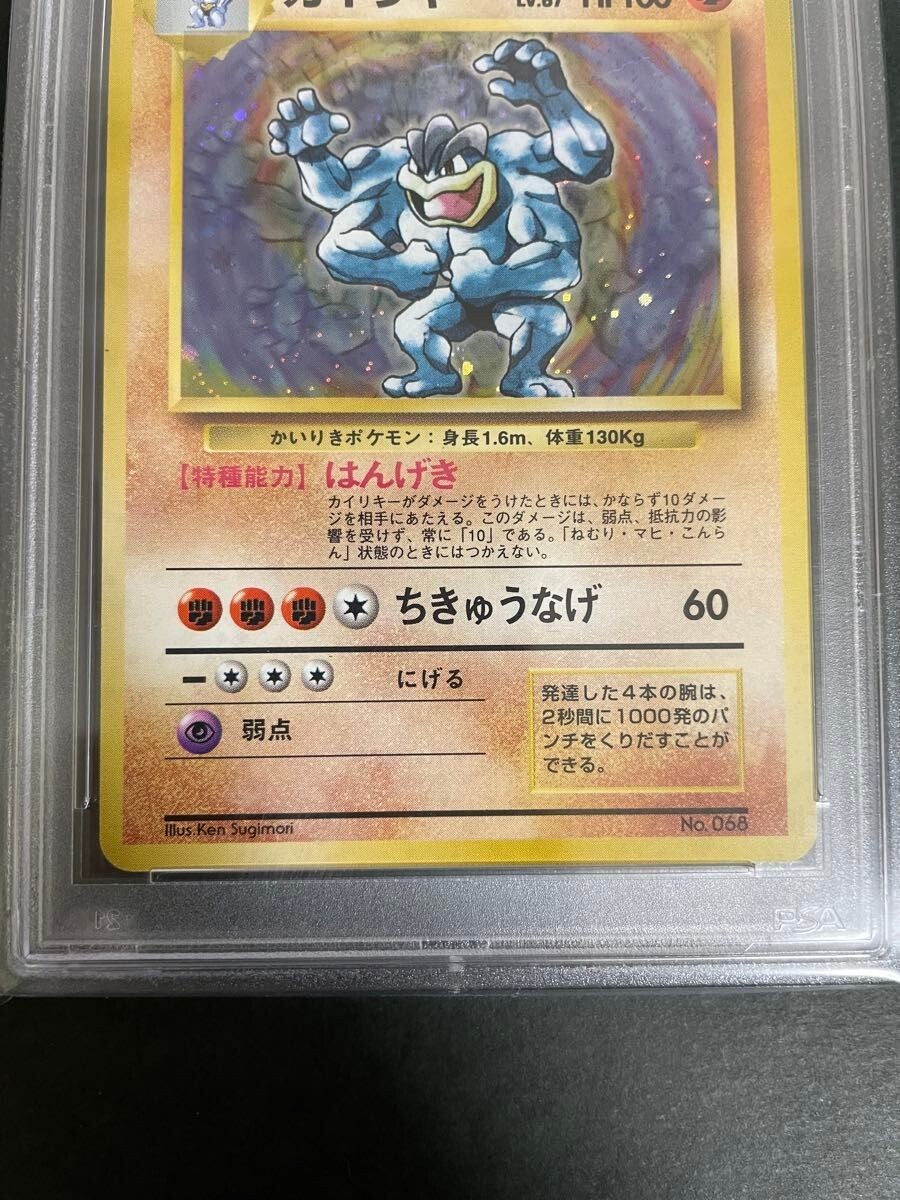 カイリキー LV.67 HP100
かいりきポケモン：身長1.6m、体重130Kg
【特種能力】はんげき
カイリキーがダメージをうけたときには、かならず10ダメー
ジを相手にあたえる。このダメージは、弱点、抵抗力の影
響を受けず、常に「10」である。「ねむり・マヒ・こんら
ん」状態のときにはつかえない。
ちきゅうなげ 60
にげる
弱点
発達した4本の腕は、
2秒間に1000発のパ
ンチをくりだすことが
できる。
Illus.Ken Sugimori
No.068
PSA